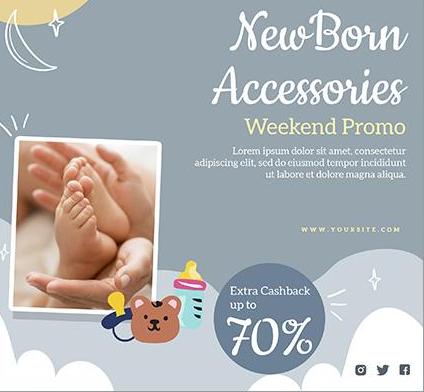 NewBorn
Accessories
Weekend Promo
Lorem ipsum dolor sit amet, consectetur
adipiscing elit, sed do eiusmod tempor incididunt
ut labore et dolore magna aliqua.
WWW.YOURSITE.COM
Extra Cashback
up to
70%